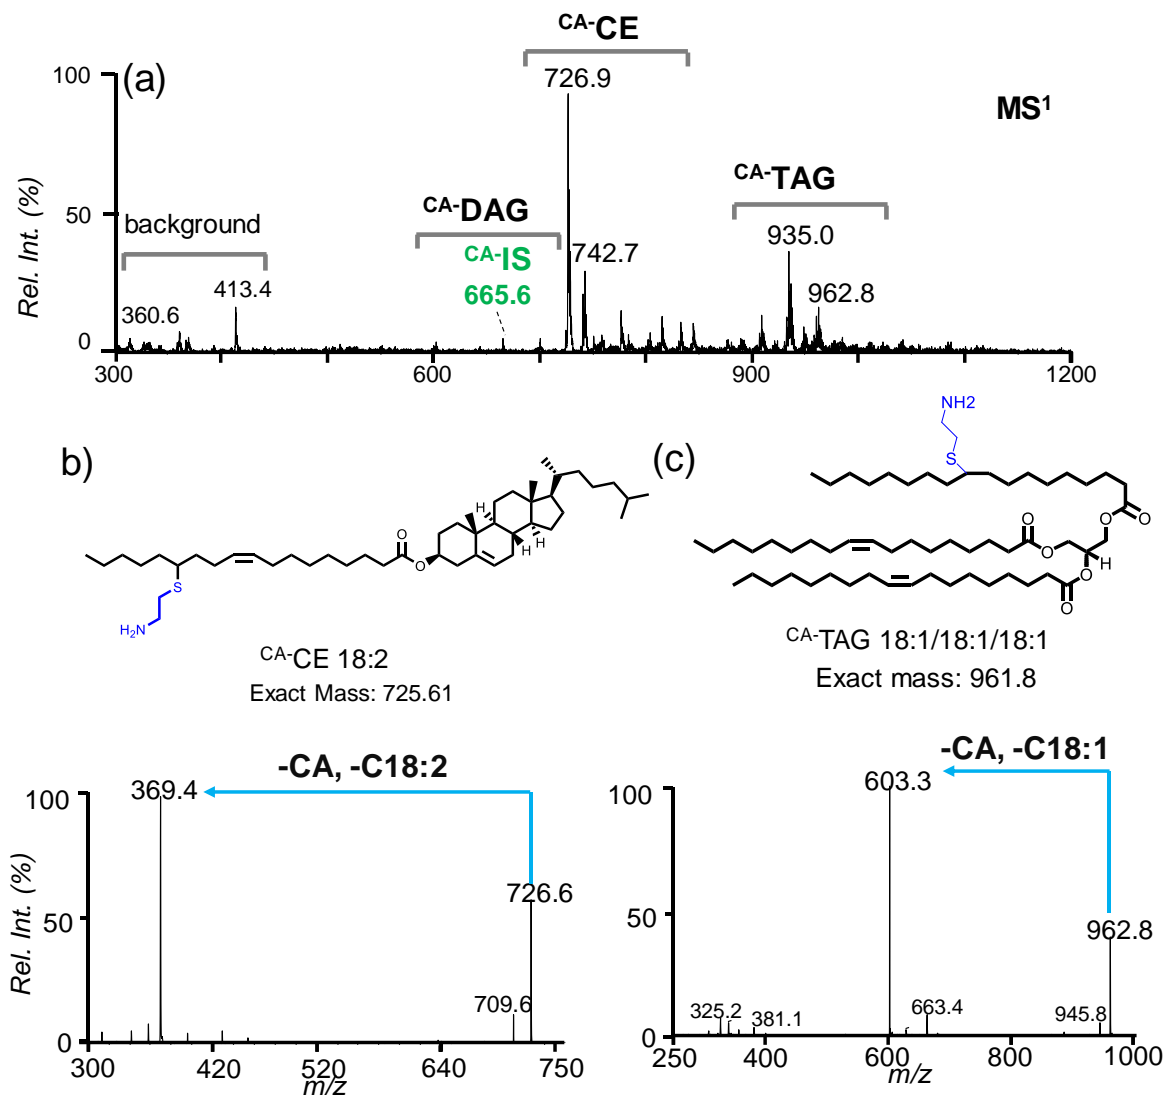 CA-CE
100
(a)
726.9
MS1
Rel. Int. (%)
CA-TAG
CA-DAG
50
background
935.0
CA-IS
742.7
413.4
665.6
962.8
360.6
0
300
600
900
1200
NH2
S
b)
(c)
H
H
H
O
O
S
H2N
O
O
O
O
H
O
O
CA-CE 18:2
Exact Mass: 725.61
CA-TAG 18:1/18:1/18:1
Exact mass: 961.8
-CA, -C18:2
-CA, -C18:1
100
369.4
100
603.3
Rel. Int. (%)
726.6
50
962.8
50
709.6
325.2
381.1
663.4
945.8
0
0
300
420
520
640
750
m/z
250
400
600
800
1000
m/z